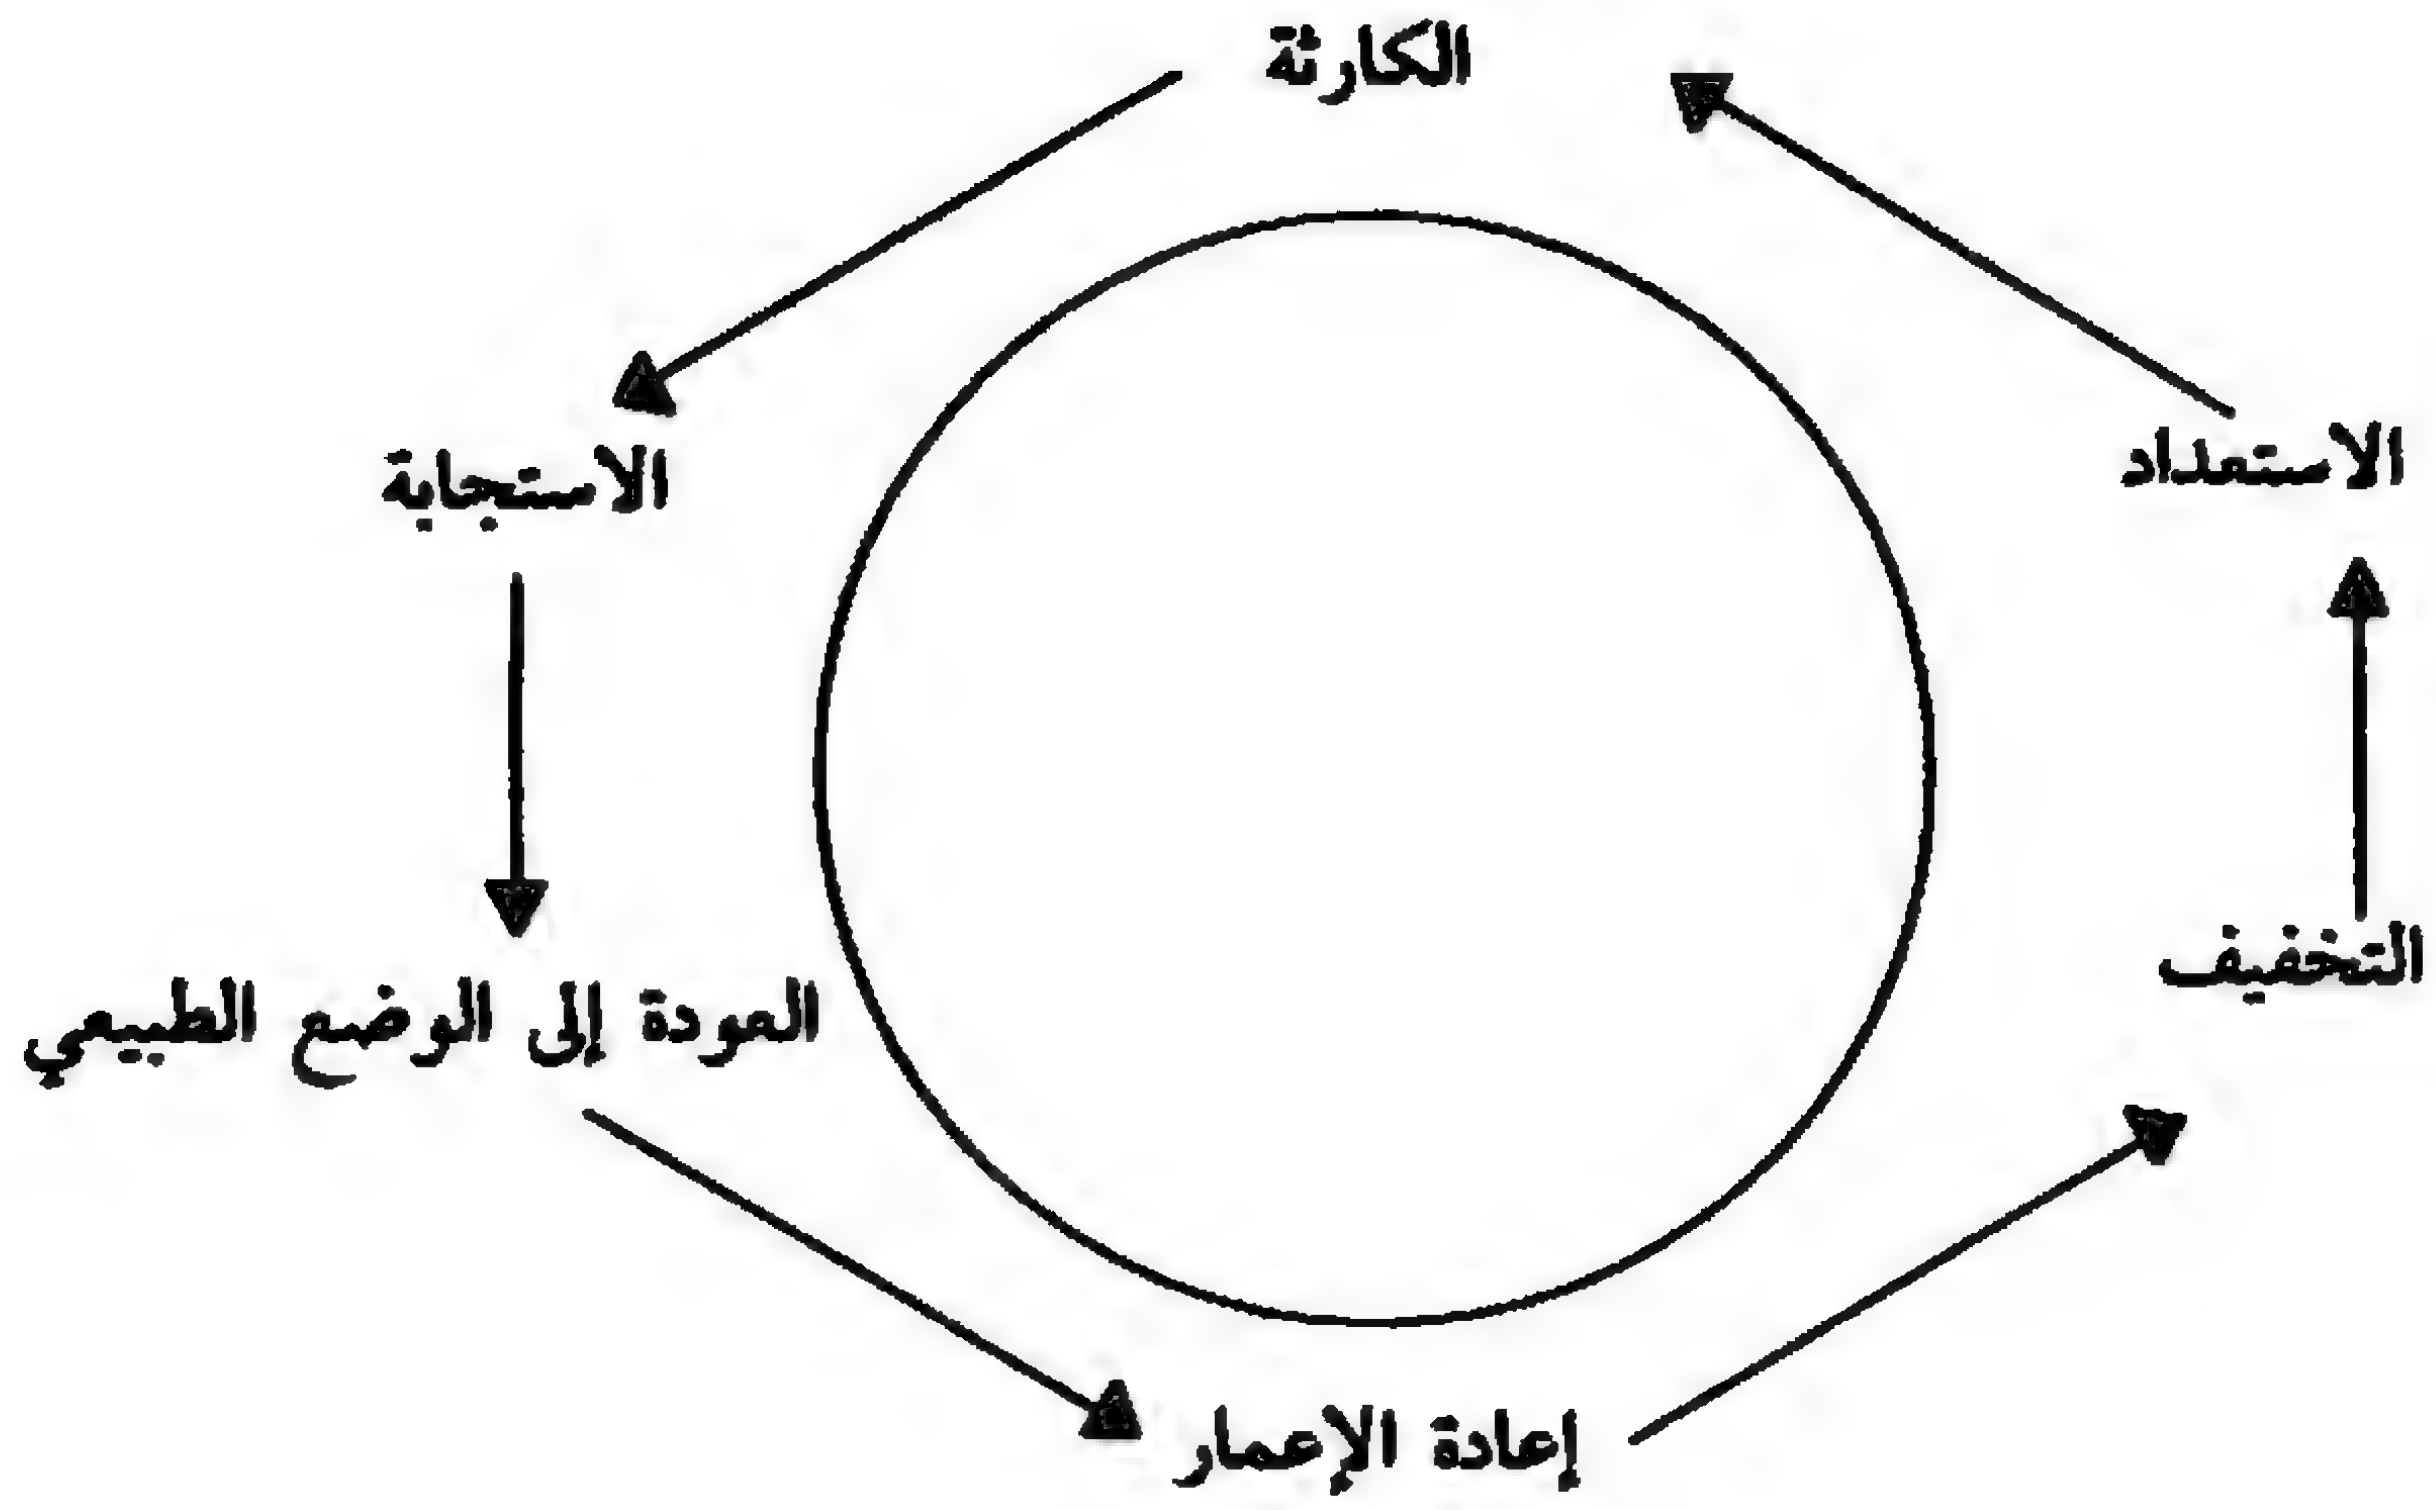 الكارثة
الاستعداد
الاستجابة
التخفيف
العودة إلى الوضع الطبيعي
إعادة الإعمار